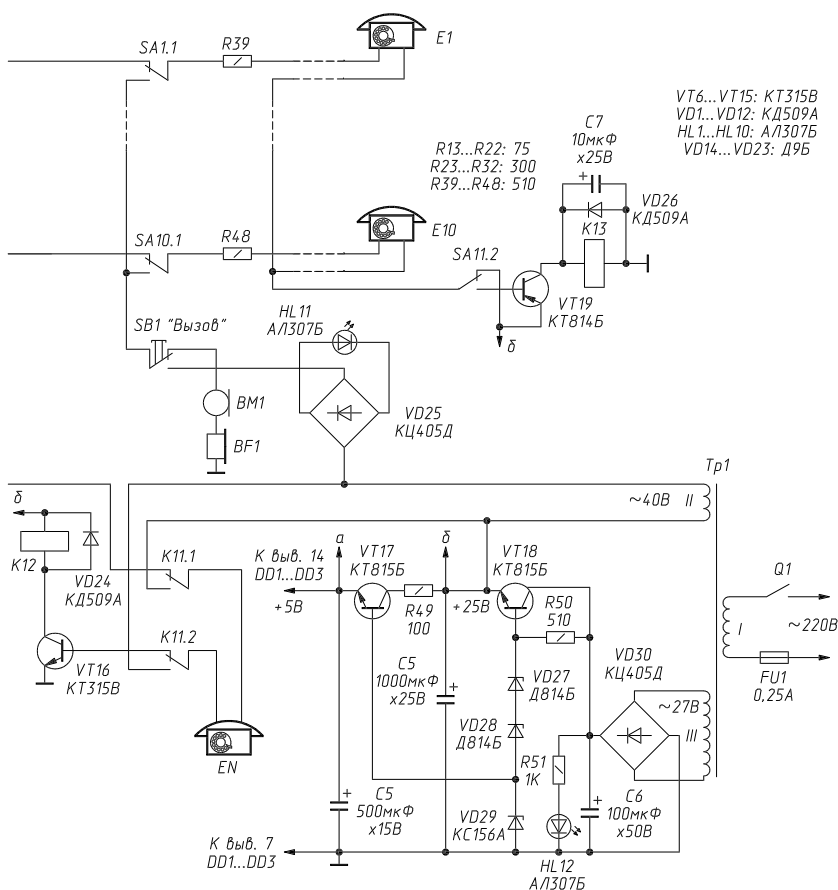 SA1.1
R39
E1
VT6...VT15: КТ315В
VD1...VD12: КД509А
HL1...HL10: АЛ307Б
VD14...VD23: Д9Б
R13...R22: 75
R23...R32: 300
R39...R48: 510
C7
10мкФ
х25В
+
VD26
КД509А
К13
SA10.1
R48
E10
SA11.2
VT19
КТ814Б
б
SB1 "Вызов"
HL11
АЛ307Б
BM1
BF1
VD25
КЦ405Д
Тр1
~40В II
б
К12
VD24
КД509А
К11.1
К11.2
VT16
КТ315В
EN
К выв. 14
DD1...DD3
+5В
а
VT17
КТ815Б
R49
100
б
+25В
VT18
КТ815Б
R50
510
Q1
I
~220В
FU1
0,25А
C5
1000мкФ
х25В
+
VD27
Д814Б
VD28
Д814Б
VD30
КЦ405Д
~27В
III
R51
1К
C5
500мкФ
х15В
+
VD29
КС156А
C6
100мкФ
х50В
+
HL12
АЛ307Б
К выв. 7
DD1...DD3